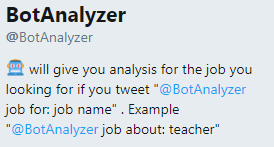 BotAnalyzer
@BotAnalyzer
will give you analysis for the job you
looking for if you tweet "@BotAnalyzer
job for: job name" . Example
"@BotAnalyzer job about: teacher"